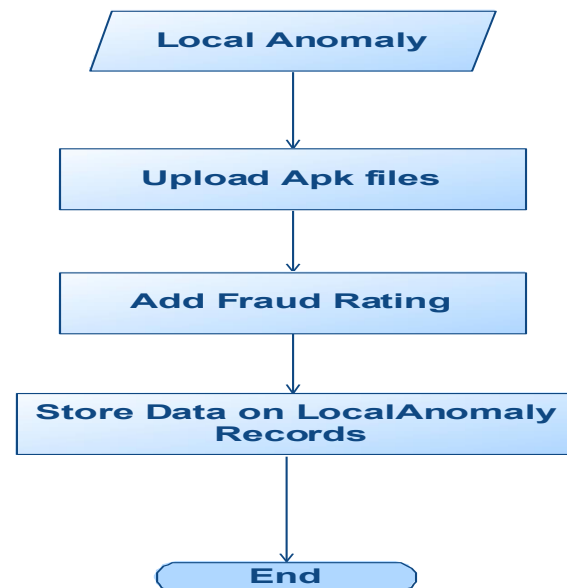 Local Anomaly
Upload Apk files
Add Fraud Rating
Store Data on LocalAnomaly
Records
End